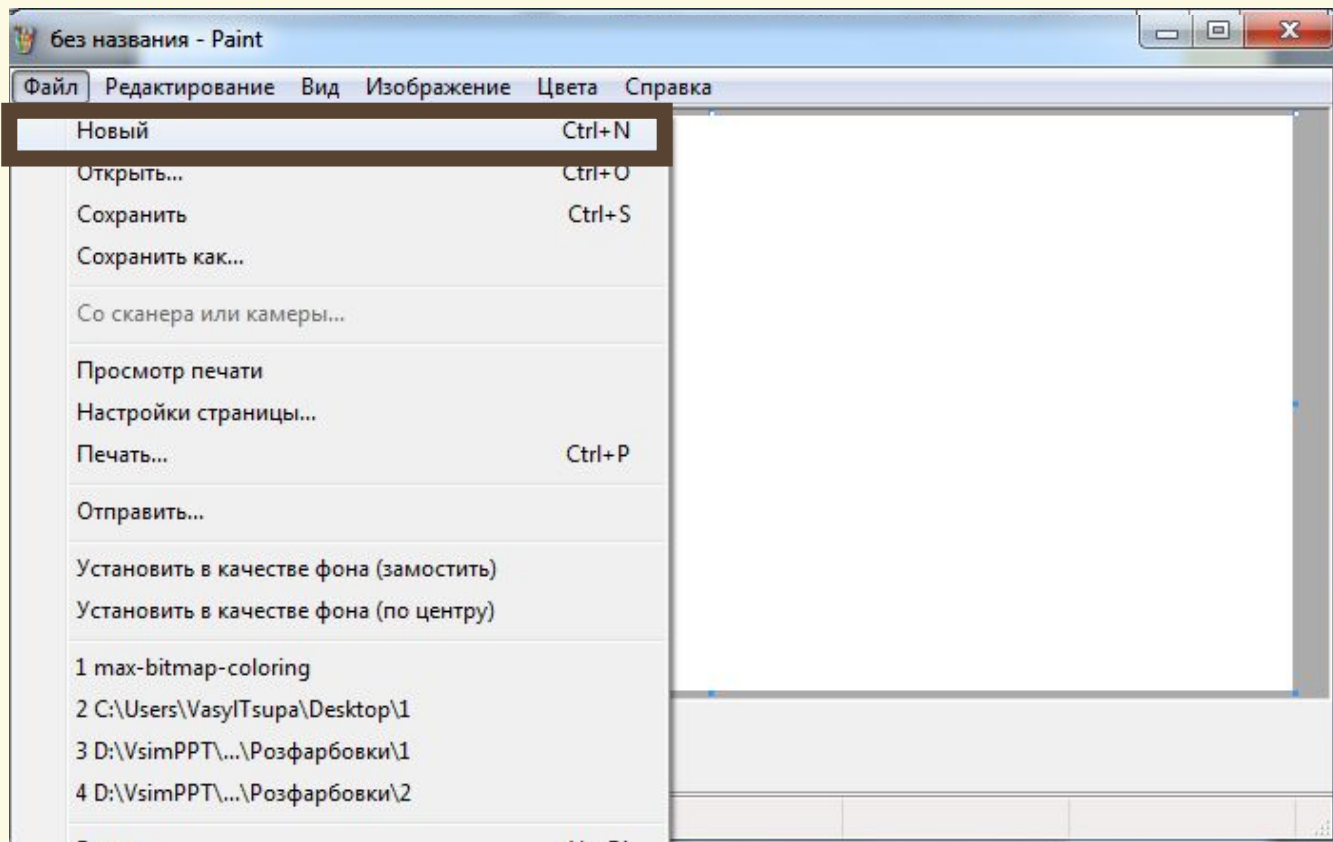 без названия - Paint
Файл Редактирование Вид Изображение Цвета Справка
Новый Ctrl+N
Открыть... Ctrl+O
Сохранить Ctrl+S
Сохранить как...
Со сканера или камеры...
Просмотр печати
Настройки страницы...
Печать... Ctrl+P
Отправить...
Установить в качестве фона (замостить)
Установить в качестве фона (по центру)
1 max-bitmap-coloring
2 C:\Users\VasylTsupa\Desktop\1
3 D:\VsimPPT\...\Розфарбовки\1
4 D:\VsimPPT\...\Розфарбовки\2